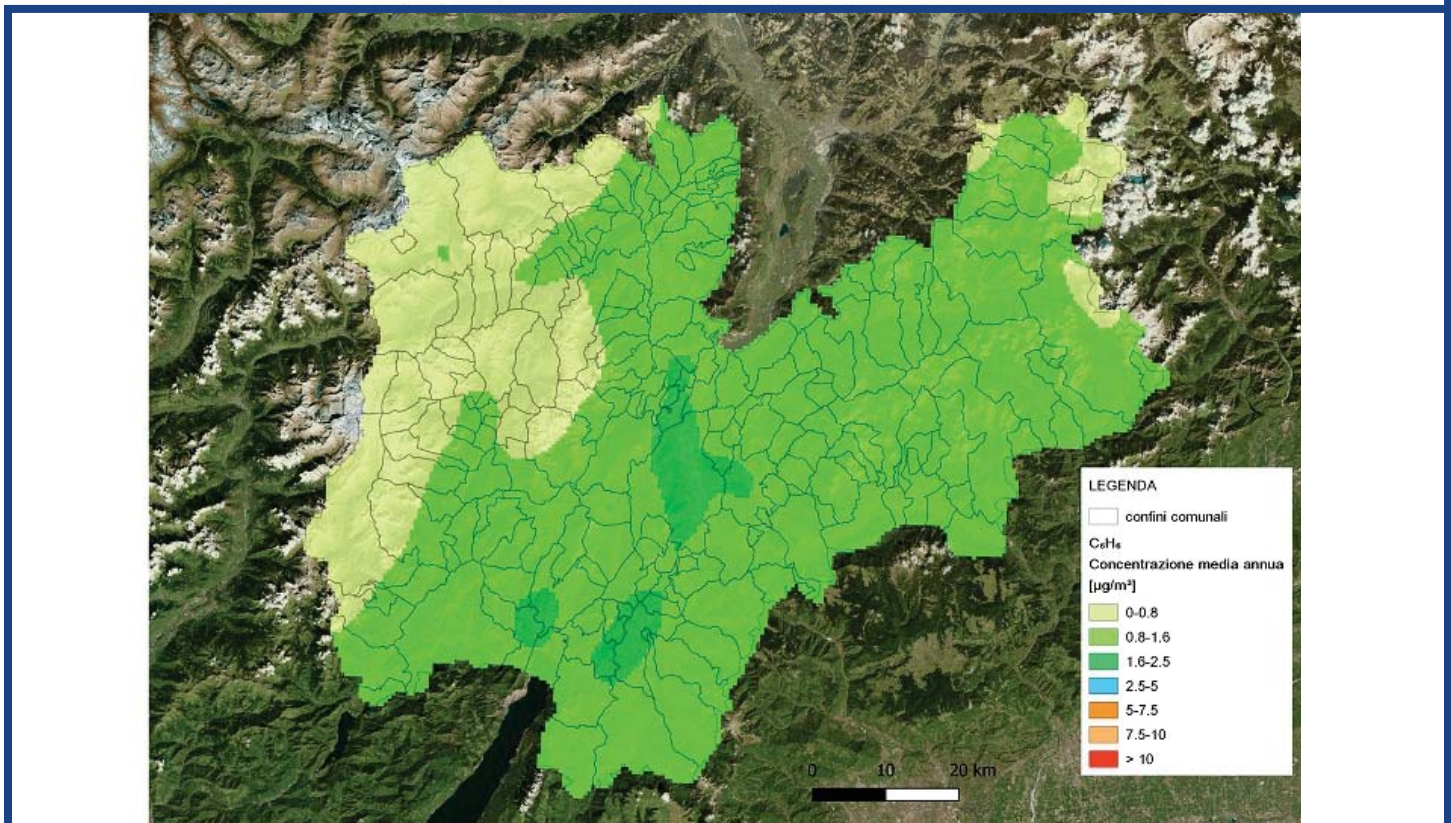 LEGENDA
confini comunali
C₆H₆
Concentrazione media annua
[µg/m³]
0-0.8
0.8-1.6
1.6-2.5
2.5-5
5-7.5
7.5-10
> 10
0 10 20 km